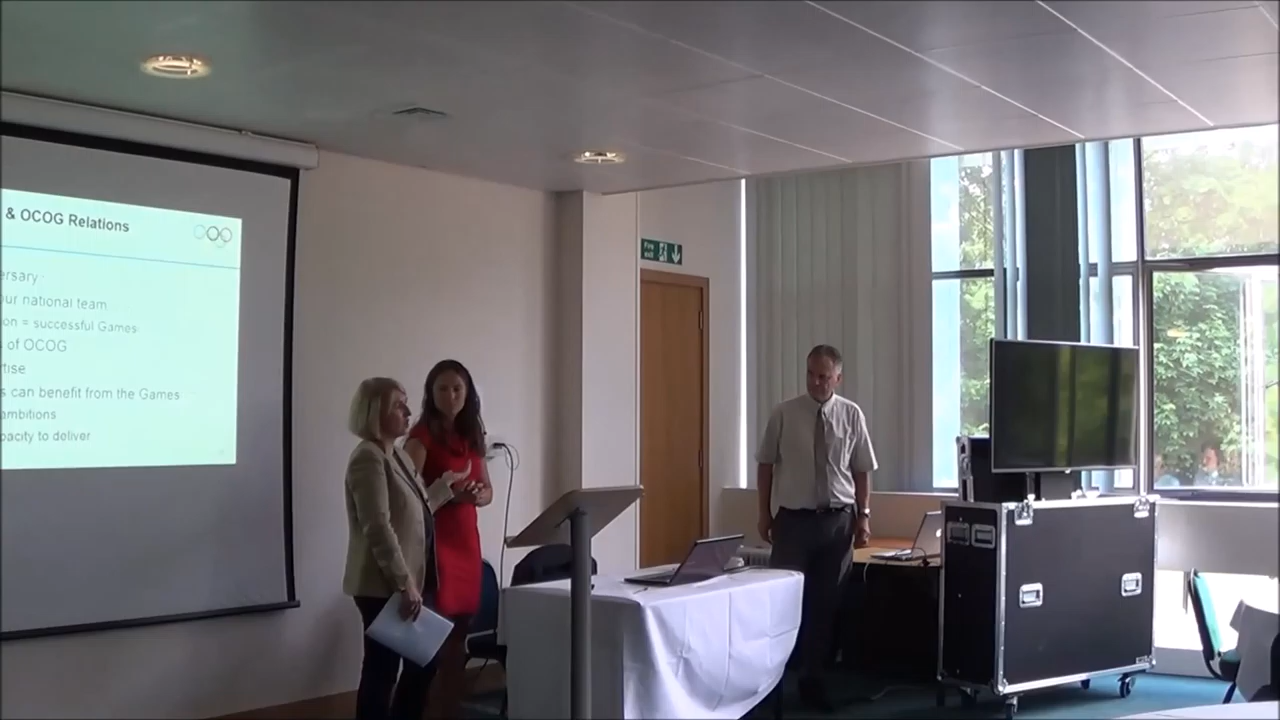 & OCOG Relations
ersary
our national team
on = successful Games
s of OCOG
rtise
s can benefit from the Games
ambitions
pacity to deliver
Fire
exit